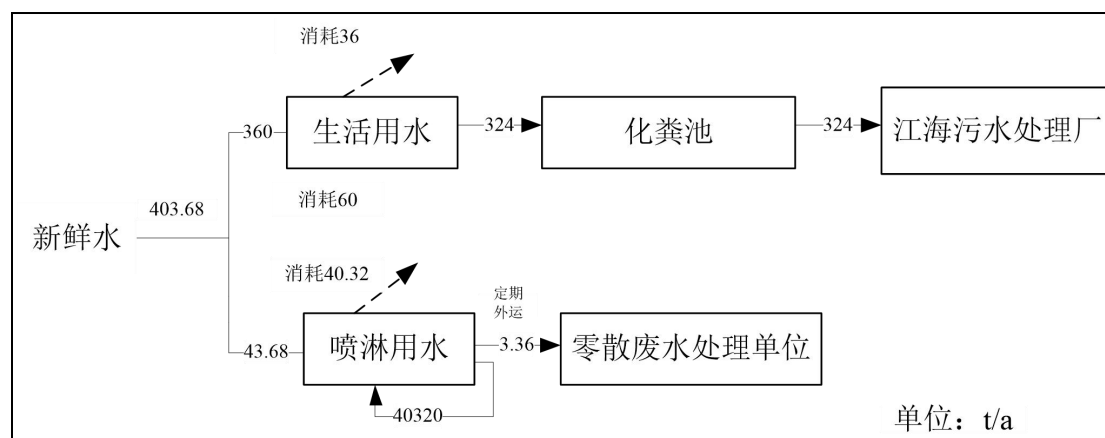 消耗36
360
生活用水
324
化粪池
324
江海污水处理厂
消耗60
403.68
新鲜水
消耗40.32
定期
外运
43.68
喷淋用水
3.36
零散废水处理单位
40320
单位：t/a